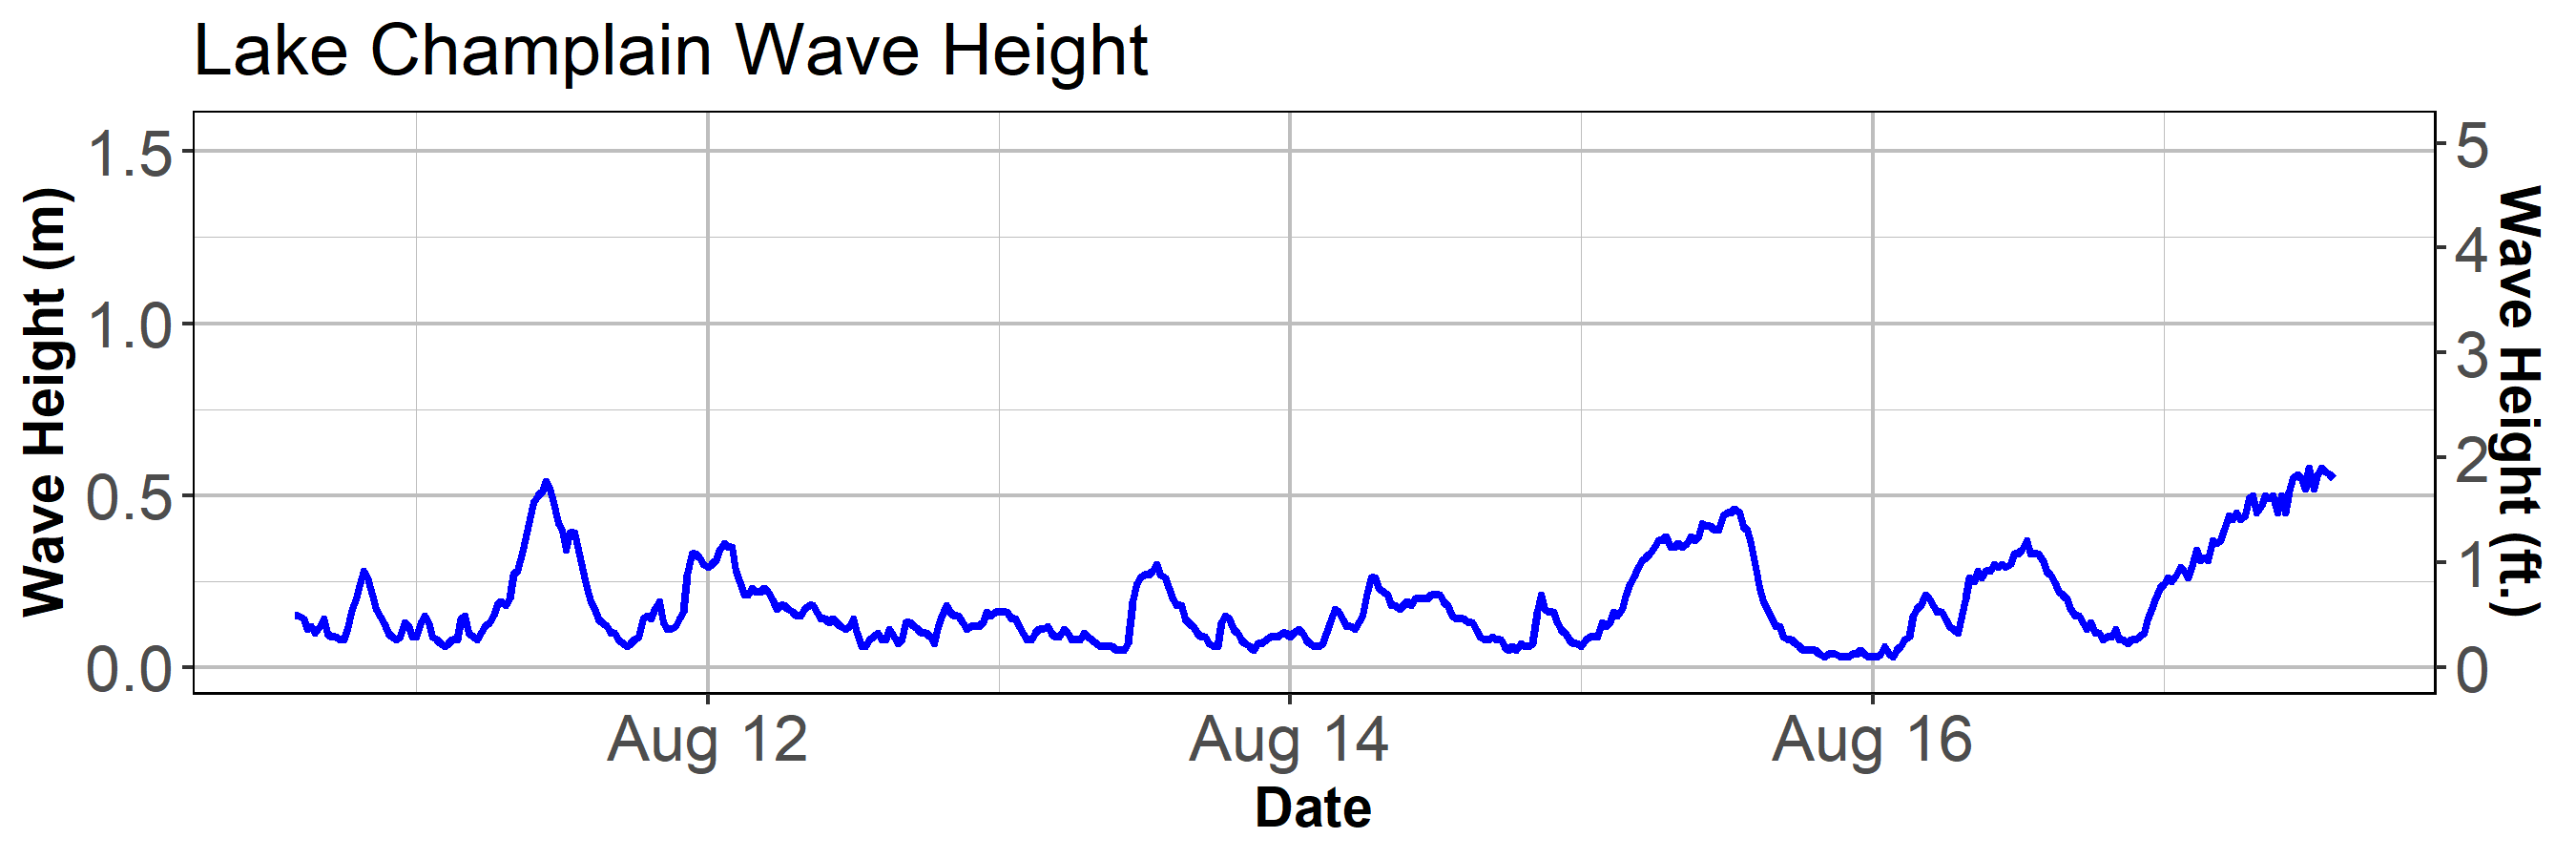 Lake Champlain Wave Height
Wave Height (m)
1.5
1.0
0.5
0.0
5
4
3
2
1
0
Wave Height (ft.)
Aug 12
Aug 14
Aug 16
Date